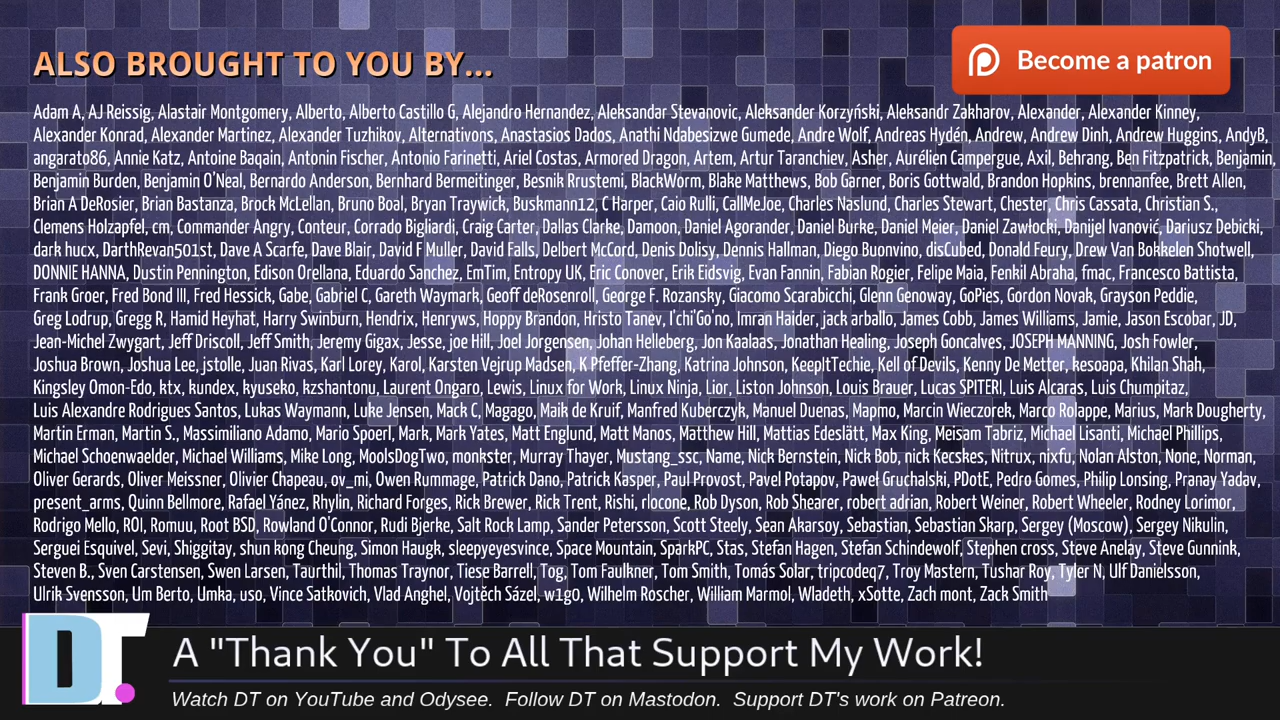 ALSO BROUGHT TO YOU BY...
Become a patron
Adam A, AJ Reissig, Alastair Montgomery, Alberto, Alberto Castillo G, Alejandro Hernandez, Aleksandar Stevanovic, Aleksander Korzyński, Aleksandr Zakharov, Alexander, Alexander Kinney,
Alexander Konrad, Alexander Martinez, Alexander Tuzhikov, Alternativons, Anastasios Dados, Anathi Ndabesizwe Gumede, Andre Wolf, Andreas Hydén, Andrew, Andrew Dinh, Andrew Huggins, AndyB,
angarato86, Annie Katz, Antoine Baqain, Antonin Fischer, Antonio Farinetti, Ariel Costas, Armored Dragon, Artem, Artur Taranchiev, Asher, Aurélien Campergue, Axil, Behrang, Ben Fitzpatrick, Benjamin,
Benjamin Burden, Benjamin O'Neal, Bernardo Anderson, Bernhard Bermeitinger, Besnik Rrustemi, BlackWorm, Blake Matthews, Bob Garner, Boris Gottwald, Brandon Hopkins, brennanfee, Brett Allen,
Brian A DeRosier, Brian Bastanza, Brock McLellan, Bruno Boal, Bryan Traywick, Buskmann12, C Harper, Caio Rulli, CallMeJoe, Charles Naslund, Charles Stewart, Chester, Chris Cassata, Christian S.,
Clemens Holzapfel, cm, Commander Angry, Conteur, Corrado Bigliardi, Craig Carter, Dallas Clarke, Damoon, Daniel Agorander, Daniel Burke, Daniel Meier, Daniel Zawłocki, Danijel Ivanović, Dariusz Debicki,
dark hucx, DarthRevan501st, Dave A Scarfe, Dave Blair, David F Muller, David Falls, Delbert McCord, Denis Dolisy, Dennis Hallman, Diego Buonvino, disCubed, Donald Feury, Drew Van Bokkelen Shotwell,
DONNIE HANNA, Dustin Pennington, Edison Orellana, Eduardo Sanchez, EmTim, Entropy UK, Eric Conover, Erik Eidsvig, Evan Fannin, Fabian Rogier, Felipe Maia, Fenkil Abraha, fmac, Francesco Battista,
Frank Groer, Fred Bond III, Fred Hessick, Gabe, Gabriel C, Gareth Waymark, Geoff deRosenroll, George F. Rozansky, Giacomo Scarabicchi, Glenn Genoway, GoPies, Gordon Novak, Grayson Peddie,
Greg Lodrup, Gregg R, Hamid Heyhat, Harry Swinburn, Hendrix, Henryws, Hoppy Brandon, Hristo Tanev, I'chi'Go'no, Imran Haider, jack arballo, James Cobb, James Williams, Jamie, Jason Escobar, JD,
Jean-Michel Zwygart, Jeff Driscoll, Jeff Smith, Jeremy Gigax, Jesse, joe Hill, Joel Jorgensen, Johan Helleberg, Jon Kaalaas, Jonathan Healing, Joseph Goncalves, JOSEPH MANNING, Josh Fowler,
Joshua Brown, Joshua Lee, jstolle, Juan Rivas, Karl Lorey, Karol, Karsten Vejrup Madsen, K Pfeffer-Zhang, Katrina Johnson, KeepItTechie, Kell of Devils, Kenny De Metter, kesoapa, Khilan Shah,
Kingsley Omon-Edo, ktx, kundex, kyuseko, kzshantonu, Laurent Ongaro, Lewis, Linux for Work, Linux Ninja, Lior, Liston Johnson, Louis Brauer, Lucas SPITERI, Luis Alcaras, Luis Chumpitaz,
Luis Alexandre Rodrigues Santos, Lukas Waymann, Luke Jensen, Mack C, Magago, Maik de Kruif, Manfred Kuberczyk, Manuel Duenas, Mapmo, Marcin Wieczorek, Marco Rolappe, Marius, Mark Dougherty,
Martin Erman, Martin S., Massimiliano Adamo, Mario Spoerl, Mark, Mark Yates, Matt Englund, Matt Manos, Matthew Hill, Mattias Edeslätt, Max King, Meisam Tabriz, Michael Lisanti, Michael Phillips,
Michael Schoenwaelder, Michael Williams, Mike Long, MoolsDogTwo, monkster, Murray Thayer, Mustang_ssc, Name, Nick Bernstein, Nick Bob, nick Kecskes, Nitrux, nixfu, Nolan Alston, None, Norman,
Oliver Gerards, Oliver Meissner, Olivier Chapeau, ov_mi, Owen Rummage, Patrick Dano, Patrick Kasper, Paul Provost, Pavel Potapov, Paweł Gruchalski, PDotE, Pedro Gomes, Philip Lonsing, Pranay Yadav,
present_arms, Quinn Bellmore, Rafael Yánez, Rhylin, Richard Forges, Rick Brewer, Rick Trent, Rishi, rlocone, Rob Dyson, Rob Shearer, robert adrian, Robert Weiner, Robert Wheeler, Rodney Lorimor,
Rodrigo Mello, ROI, Romuu, Root BSD, Rowland O'Connor, Rudi Bjerke, Salt Rock Lamp, Sander Petersson, Scott Steely, Sean Akarsoy, Sebastian, Sebastian Skarp, Sergey (Moscow), Sergey Nikulin,
Serguei Esquivel, Sevi, Shiggitay, shun kong Cheung, Simon Haugk, sleepyeyesvince, Space Mountain, SparkPC, Stas, Stefan Hagen, Stefan Schindewolf, Stephen cross, Steve Anelay, Steve Gunnink,
Steven B., Sven Carstensen, Swen Larsen, Taurthil, Thomas Traynor, Tiese Barrell, Tog, Tom Faulkner, Tom Smith, Tomás Solar, tripcodeq7, Troy Mastern, Tushar Roy, Tyler N, Ulf Danielsson,
Ulrik Svensson, Um Berto, Umka, uso, Vince Satkovich, Vlad Anghel, Vojtěch Sázel, w1g0, Wilhelm Roscher, William Marmol, Wladeth, xSotte, Zach mont, Zack Smith
DT
A "Thank You" To All That Support My Work!
Watch DT on YouTube and Odysee. Follow DT on Mastodon. Support DT's work on Patreon.